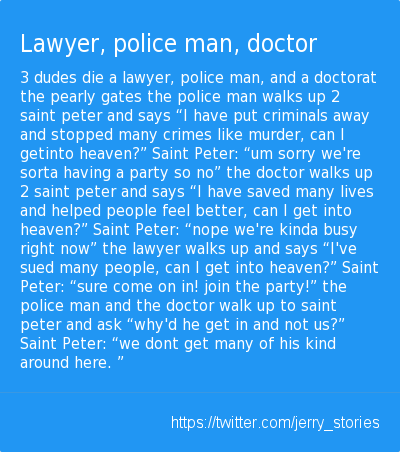 Lawyer, police man, doctor
3 dudes die a lawyer, police man, and a doctorat
the pearly gates the police man walks up 2
saint peter and says “I have put criminals away
and stopped many crimes like murder, can I
getinto heaven?” Saint Peter: “um sorry we're
sorta having a party so no” the doctor walks up
2 saint peter and says “I have saved many lives
and helped people feel better, can I get into
heaven?” Saint Peter: “nope we're kinda busy
right now” the lawyer walks up and says “I've
sued many people, can I get into heaven?” Saint
Peter: “sure come on in! join the party!” the
police man and the doctor walk up to saint
peter and ask “why'd he get in and not us?”
Saint Peter: “we dont get many of his kind
around here. ”
https://twitter.com/jerry_stories